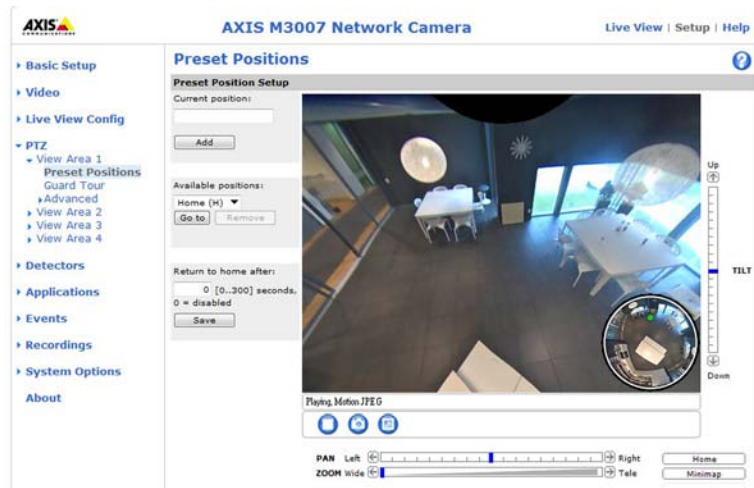 AXIS
COMMUNICATIONS
AXIS M3007 Network Camera
Live View | Setup | Help
Basic Setup
Video
Live View Config
PTZ
View Area 1
Preset Positions
Guard Tour
Advanced
View Area 2
View Area 3
View Area 4
Detectors
Applications
Events
Recordings
System Options
About
Preset Positions
?
Preset Position Setup
Current position:
Add
Available positions:
Home (H)
Go to
Remove
Return to home after:
0 [0..300] seconds,
0 = disabled
Save
Up
TILT
Down
Playing, Motion JPEG
PAN Left
Right
Home
ZOOM Wide
Tele
Minimap